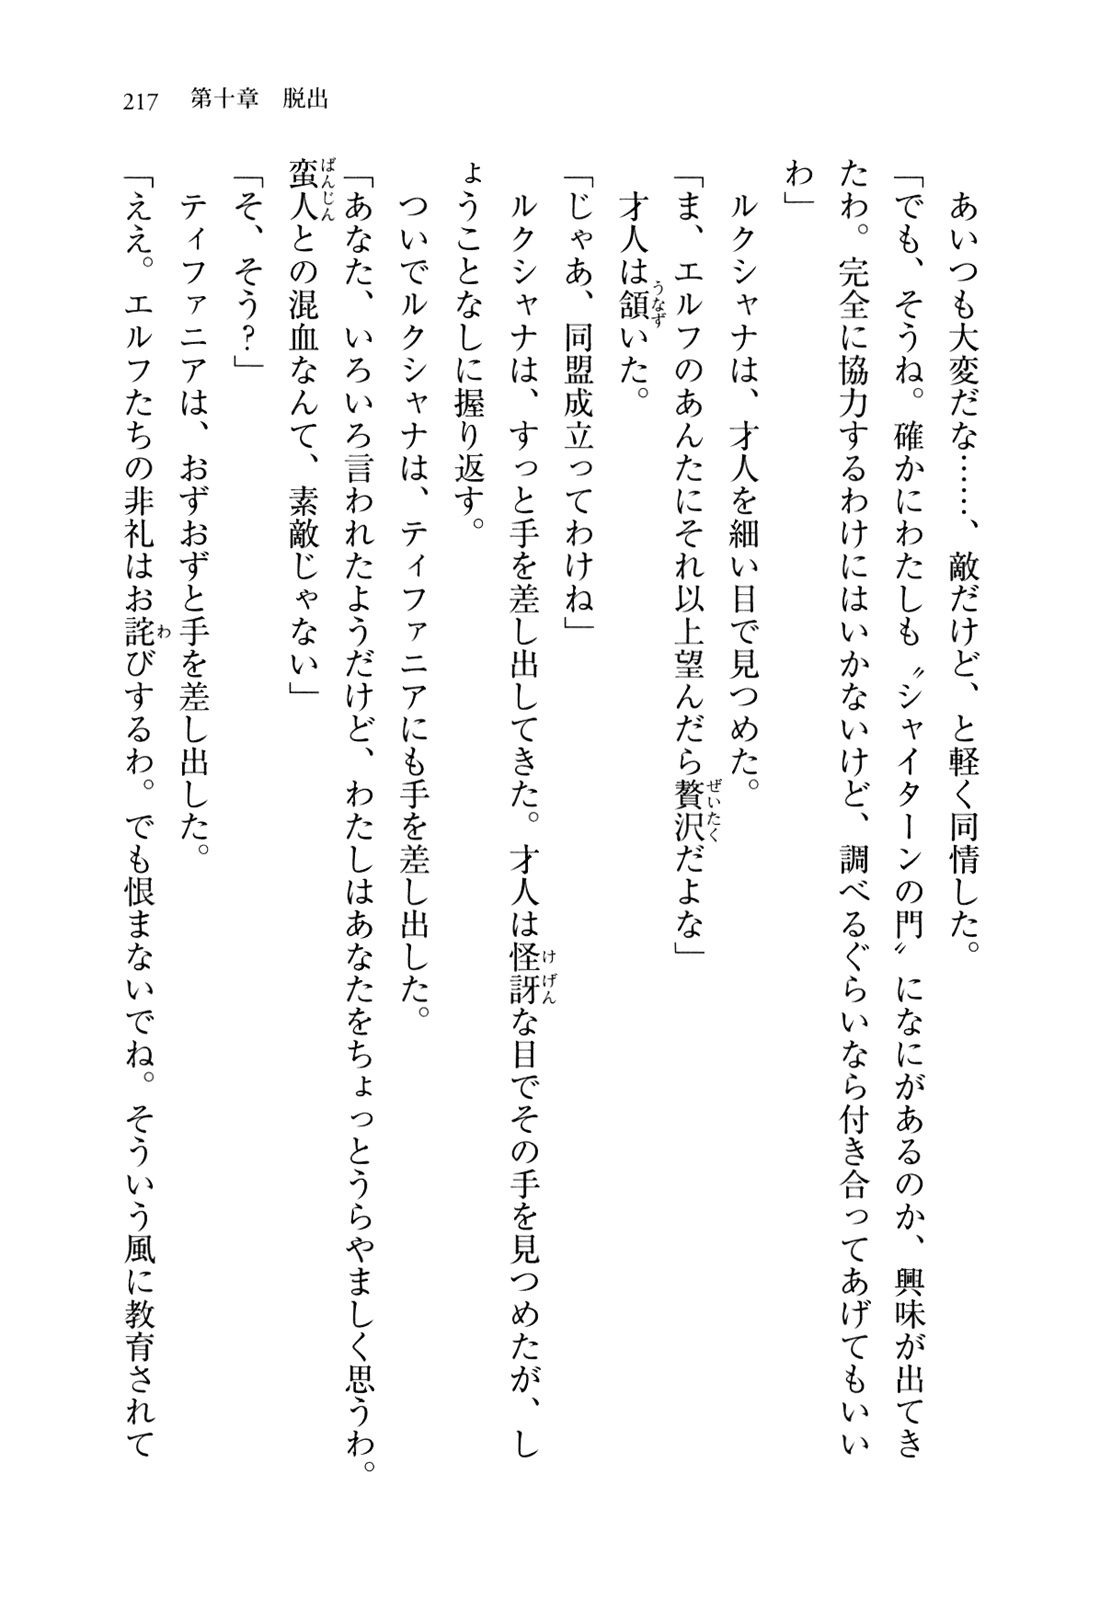 217　第十章　脱出
　あいつも大変だな……、敵だけど、と軽く同情した。
「でも、そうね。確かにわたしも〝シャイターンの門〟になにがあるのか、興味が出てき
たわ。完全に協力するわけにはいかないけど、調べるぐらいなら付き合ってあげてもいい
わ」
　ルクシャナは、才人を細い目で見つめた。
「ま、エルフのあんたにそれ以上望んだら贅沢だよな」
　才人は頷いた。
「じゃあ、同盟成立ってわけね」
　ルクシャナは、すっと手を差し出してきた。才人は怪訝な目でその手を見つめたが、し
ょうことなしに握り返す。
　ついでルクシャナは、ティファニアにも手を差し出した。
「あなた、いろいろ言われたようだけど、わたしはあなたをちょっとうらやましく思うわ。
蛮人との混血なんて、素敵じゃない」
「そ、そう？」
　ティファニアは、おずおずと手を差し出した。
「ええ。エルフたちの非礼はお詫びするわ。でも恨まないでね。そういう風に教育されて